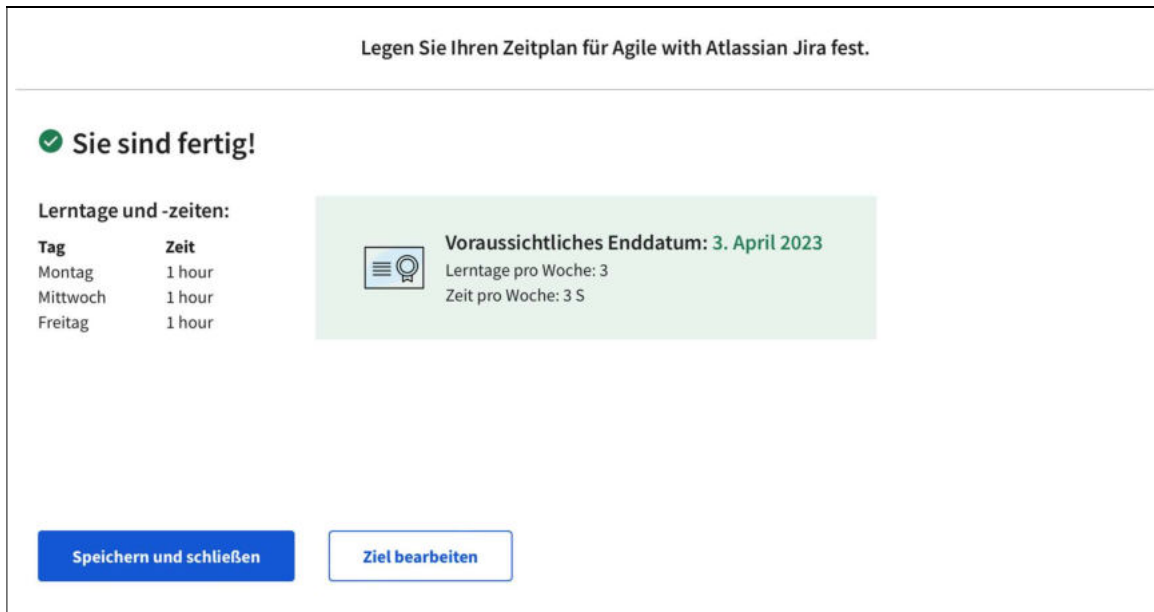 Legen Sie Ihren Zeitplan für Agile with Atlassian Jira fest.
Sie sind fertig!
Lerntage und -zeiten:
Tag Zeit
Montag 1 hour
Mittwoch 1 hour
Freitag 1 hour
Voraussichtliches Enddatum: 3. April 2023
Lerntage pro Woche: 3
Zeit pro Woche: 3 S
Speichern und schließen
Ziel bearbeiten